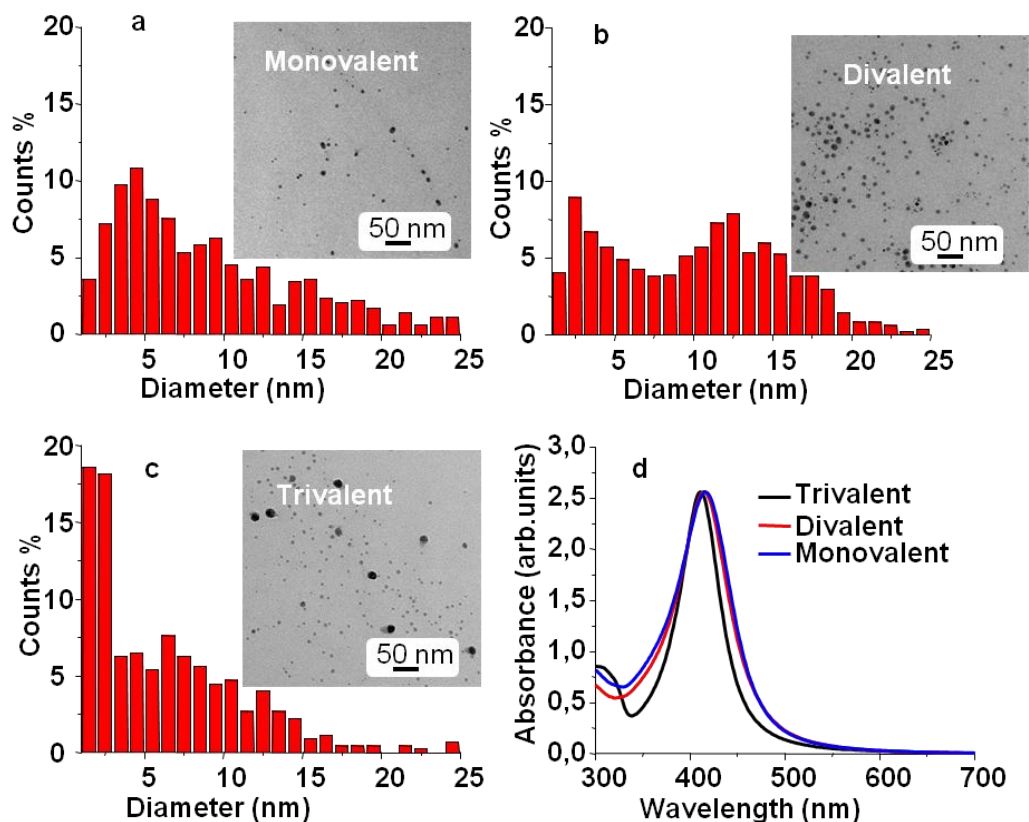 a
20
15
10
5
0
Counts %
Monovalent
50 nm
5 10 15 20 25
Diameter (nm)
b
20
15
10
5
0
Counts %
Divalent
50 nm
5 10 15 20 25
Diameter (nm)
c
20
15
10
5
0
Counts %
Trivalent
50 nm
5 10 15 20 25
Diameter (nm)
d
3,0
2,5
2,0
1,5
1,0
0,5
0,0
Absorbance (arb.units)
Trivalent
Divalent
Monovalent
300 400 500 600 700
Wavelength (nm)